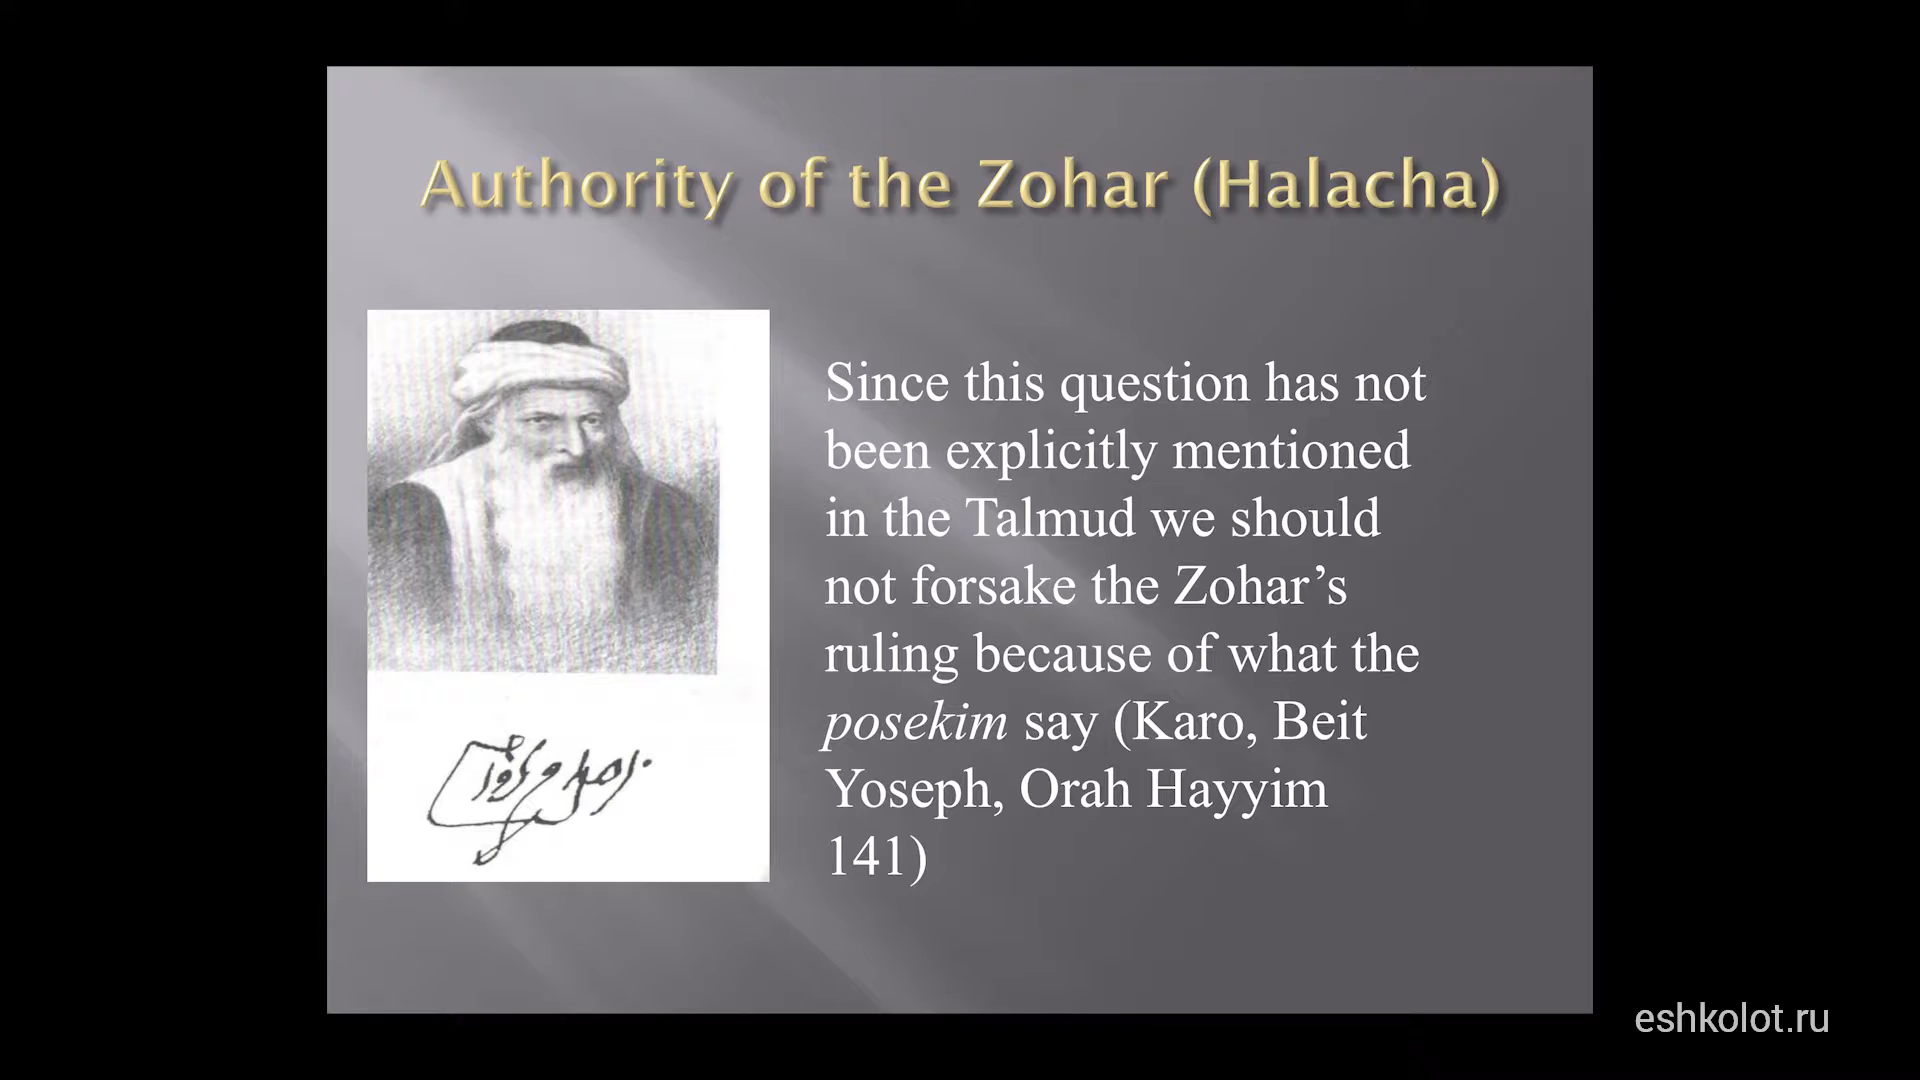 Authority of the Zohar (Halacha)
Since this question has not
been explicitly mentioned
in the Talmud we should
not forsake the Zohar’s
ruling because of what the
posekim say (Karo, Beit
Yoseph, Orah Hayyim
141)
eshkolot.ru